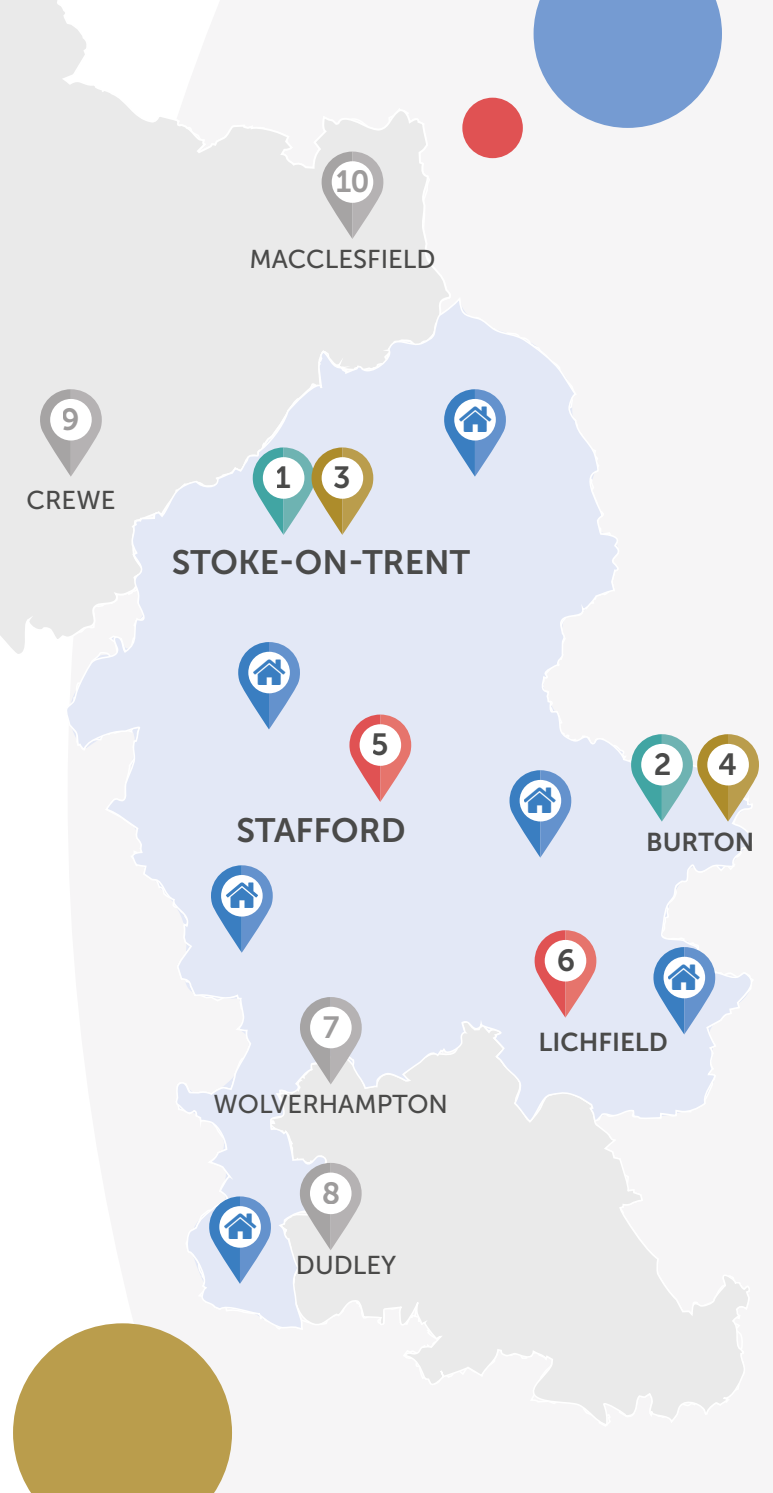 10
MACCLESFIELD
9
CREWE
1 3
STOKE-ON-TRENT
5
STAFFORD
2 4
BURTON
6
LICHFIELD
7
WOLVERHAMPTON
8
DUDLEY